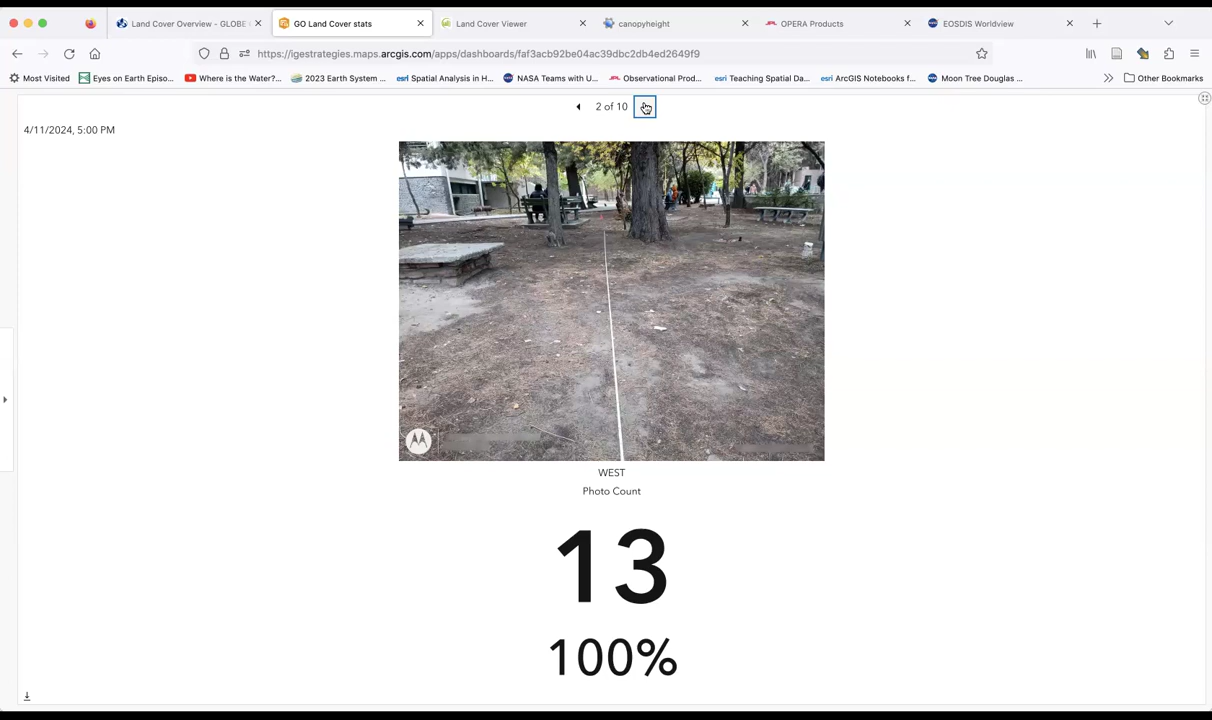 Land Cover Overview - GLOBE
GO Land Cover stats
Land Cover Viewer
canopyheight
OPERA Products
EOSDIS Worldview
https://igestrategies.maps.arcgis.com/apps/dashboards/faf3acb92be04ac39dbc2db4ed2649f9
Most Visited
Eyes on Earth Episo...
Where is the Water?...
2023 Earth System ...
esri Spatial Analysis in H...
NASA Teams with U...
Observational Prod...
esri Teaching Spatial Da...
esri ArcGIS Notebooks f...
Moon Tree Douglas ...
Other Bookmarks
2 of 10
4/11/2024, 5:00 PM
WEST
Photo Count
13
100%